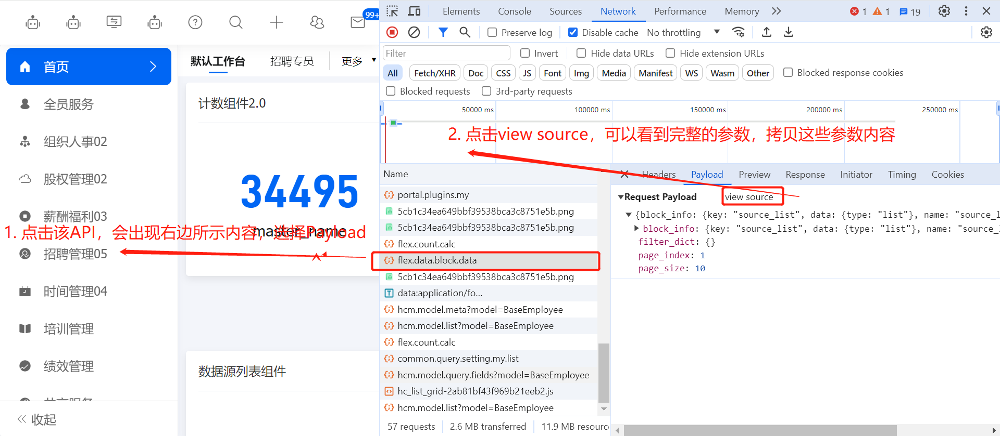 99+
首页
全员服务
组织人事02
股权管理02
薪酬福利03
招聘管理05
时间管理04
培训管理
绩效管理
收起
默认工作台 招聘专员 更多
计数组件2.0
34495
master_name
数据源列表组件
1. 点击该API，会出现右边所示内容，选择Payload
Elements Console Sources Network Performance Memory 1 1 19
Preserve log Disable cache No throttling
Filter Invert Hide data URLs Hide extension URLs
All Fetch/XHR Doc CSS JS Font Img Media Manifest WS Wasm Other Blocked response cookies
Blocked requests 3rd-party requests
50000 ms 100000 ms 150000 ms 200000 ms 250000 ms
2. 点击view source，可以看到完整的参数，拷贝这些参数内容
Name
portal.plugins.my
5cb1c34ea649bbf39538bca3c8751e5b.png
5cb1c34ea649bbf39538bca3c8751e5b.png
flex.count.calc
flex.data.block.data
5cb1c34ea649bbf39538bca3c8751e5b.png
data:application/fo...
hcm.model.meta?model=BaseEmployee
hcm.model.list?model=BaseEmployee
flex.count.calc
common.query.setting.my.list
hcm.model.query.fields?model=BaseEmployee
hc_list_grid-2ab81bf43f969b21eeb2.js
hcm.model.list?model=BaseEmployee
57 requests 2.6 MB transferred 11.9 MB resourc
Headers Payload Preview Response Initiator Timing Cookies
Request Payload view source
{block_info: {key: "source_list", data: {type: "list"}, name: "source_l
block_info: {key: "source_list", data: {type: "list"}, name: "source_
filter_dict: {}
page_index: 1
page_size: 10